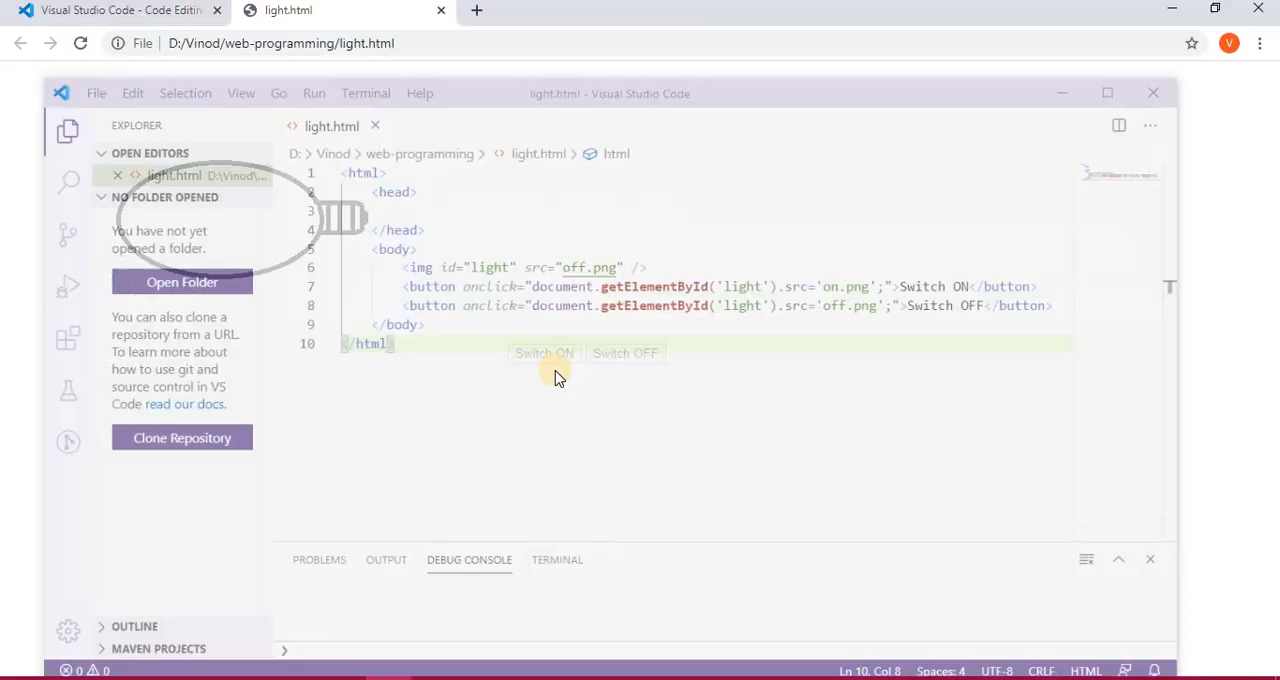 Visual Studio Code - Code Editin
light.html
File
D:/Vinod/web-programming/light.html
V
File Edit Selection View Go Run Terminal Help
light.html - Visual Studio Code
EXPLORER
OPEN EDITORS
light.html D:\Vinod\...
NO FOLDER OPENED
You have not yet
opened a folder.
Open Folder
You can also clone a
repository from a URL.
To learn more about
how to use git and
source control in VS
Code read our docs.
Clone Repository
OUTLINE
MAVEN PROJECTS
light.html
D: > Vinod > web-programming > light.html > html
1 <html>
2 <head>
3
4 </head>
5 <body>
6 <img id="light" src="off.png" />
7 <button onclick="document.getElementById('light').src='on.png';">Switch ON</button>
8 <button onclick="document.getElementById('light').src='off.png';">Switch OFF</button>
9 </body>
10 </html>
Switch ON Switch OFF
PROBLEMS OUTPUT DEBUG CONSOLE TERMINAL
0 0
Ln 10, Col 8 Spaces: 4 UTF-8 CRLF HTML